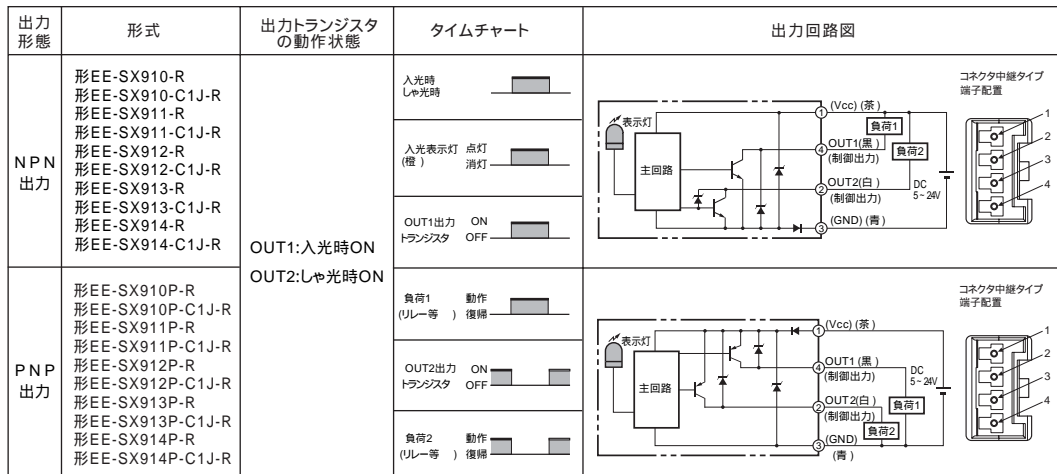 出力
形態
形式
出力トランジスタ
の動作状態
タイムチャート
出力回路図
NPN
出力
形EE-SX910-R
形EE-SX910-C1J-R
形EE-SX911-R
形EE-SX911-C1J-R
形EE-SX912-R
形EE-SX912-C1J-R
形EE-SX913-R
形EE-SX913-C1J-R
形EE-SX914-R
形EE-SX914-C1J-R
OUT1:入光時ON
OUT2:しゃ光時ON
入光時
しゃ光時
入光表示灯 点灯
(橙) 消灯
OUT1出力 ON
トランジスタ OFF
表示灯
主回路
①(Vcc) (茶)
負荷1
④OUT1(黒)
(制御出力)
負荷2
②OUT2(白)
(制御出力)
DC
5~24V
③(GND) (青)
コネクタ中継タイプ
端子配置
1
2
3
4
PNP
出力
形EE-SX910P-R
形EE-SX910P-C1J-R
形EE-SX911P-R
形EE-SX911P-C1J-R
形EE-SX912P-R
形EE-SX912P-C1J-R
形EE-SX913P-R
形EE-SX913P-C1J-R
形EE-SX914P-R
形EE-SX914P-C1J-R
負荷1 動作
(リレー等) 復帰
OUT2出力 ON
トランジスタ OFF
負荷2 動作
(リレー等) 復帰
表示灯
主回路
①(Vcc) (茶)
④OUT1(黒)
(制御出力)
DC
5~24V
②OUT2(白)
(制御出力)
負荷1
負荷2
③(GND)
(青)
コネクタ中継タイプ
端子配置
1
2
3
4